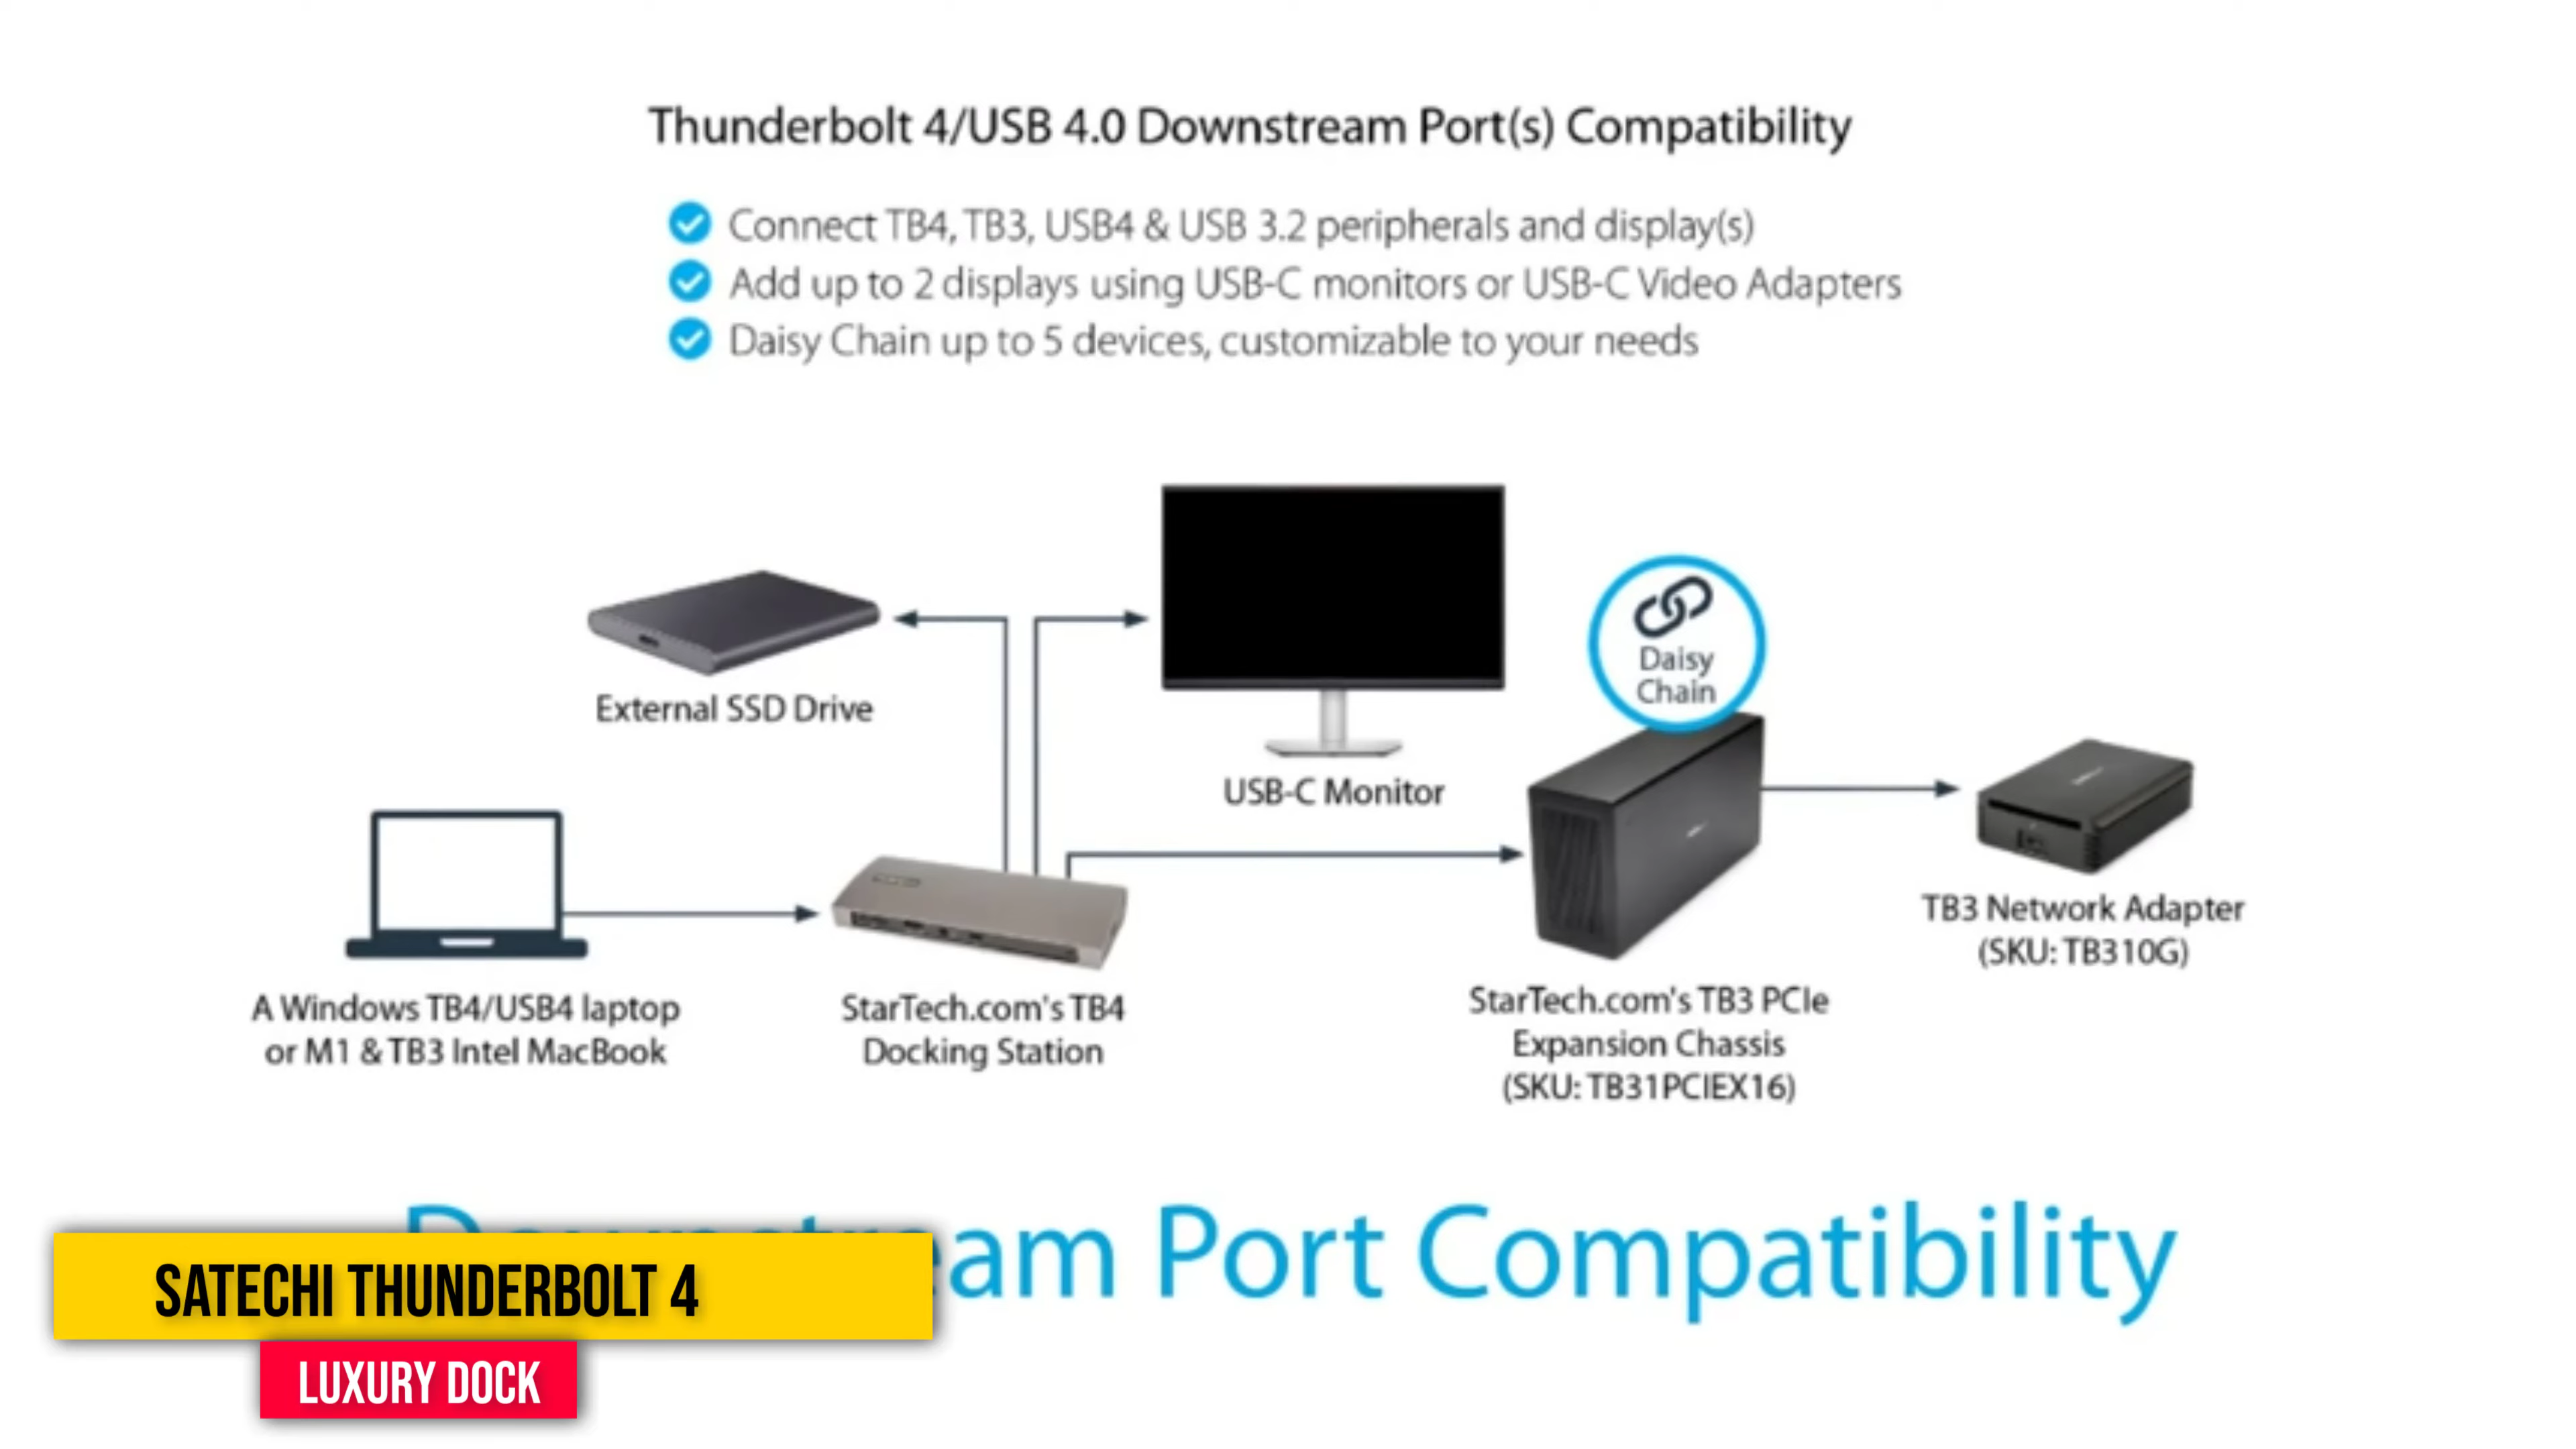 Thunderbolt 4/USB 4.0 Downstream Port(s) Compatibility
Connect TB4, TB3, USB4 & USB 3.2 peripherals and display(s)
Add up to 2 displays using USB-C monitors or USB-C Video Adapters
Daisy Chain up to 5 devices, customizable to your needs
Daisy
Chain
External SSD Drive
USB-C Monitor
TB3 Network Adapter
(SKU: TB310G)
A Windows TB4/USB4 laptop
or M1 & TB3 Intel MacBook
StarTech.com's TB4
Docking Station
StarTech.com's TB3 PCIe
Expansion Chassis
(SKU: TB31PCIEX16)
Downstream Port Compatibility
SATECHI THUNDERBOLT 4
LUXURY DOCK